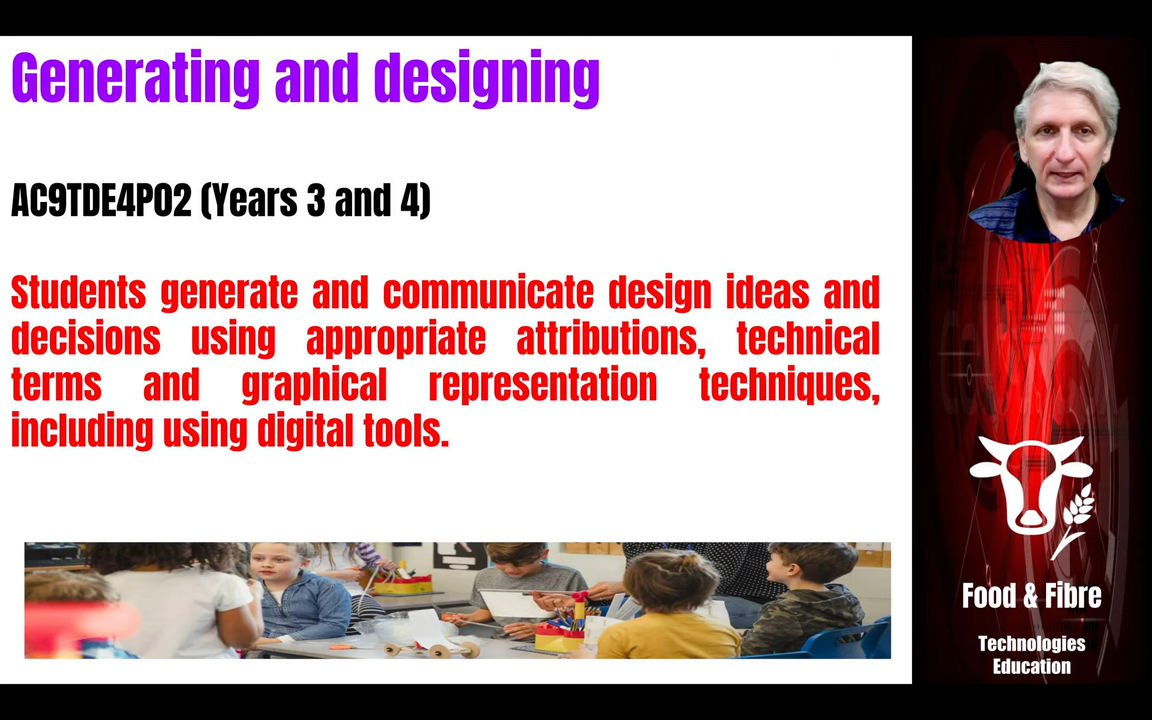 Generating and designing
AC9TDE4P02 (Years 3 and 4)
Students generate and communicate design ideas and
decisions using appropriate attributions, technical
terms and graphical representation techniques,
including using digital tools.
Food & Fibre
Technologies
Education